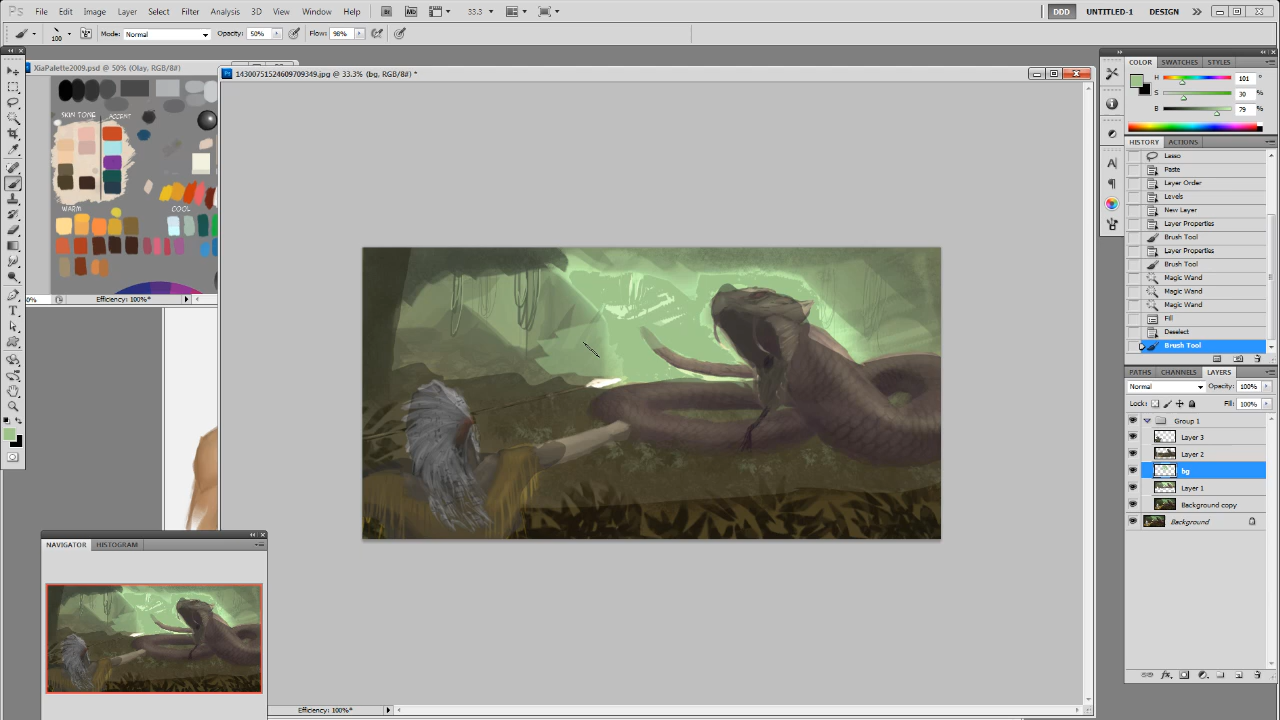 Ps File Edit Image Layer Select Filter Analysis 3D View Window Help Br Mb 33.3 DDD UNTITLED-1 DESIGN
100 Mode: Normal Opacity: 50% Flow: 98%
XiaPalette2009.psd @ 50% (Olay, RGB/8#)
14300751524609709349.jpg @ 33.3% (bg, RGB/8#) *
SKIN TONE ACCENT
WARM COOL
0% Efficiency: 100%*
NAVIGATOR HISTOGRAM
Efficiency: 100%*
COLOR SWATCHES STYLES
H 101 °
S 30 %
B 79 %
HISTORY ACTIONS
Lasso
Paste
Layer Order
Levels
New Layer
Layer Properties
Brush Tool
Layer Properties
Brush Tool
Magic Wand
Magic Wand
Magic Wand
Fill
Deselect
Brush Tool
PATHS CHANNELS LAYERS
Normal Opacity: 100%
Lock: Fill: 100%
Group 1
Layer 3
Layer 2
bg
Layer 1
Background copy
Background